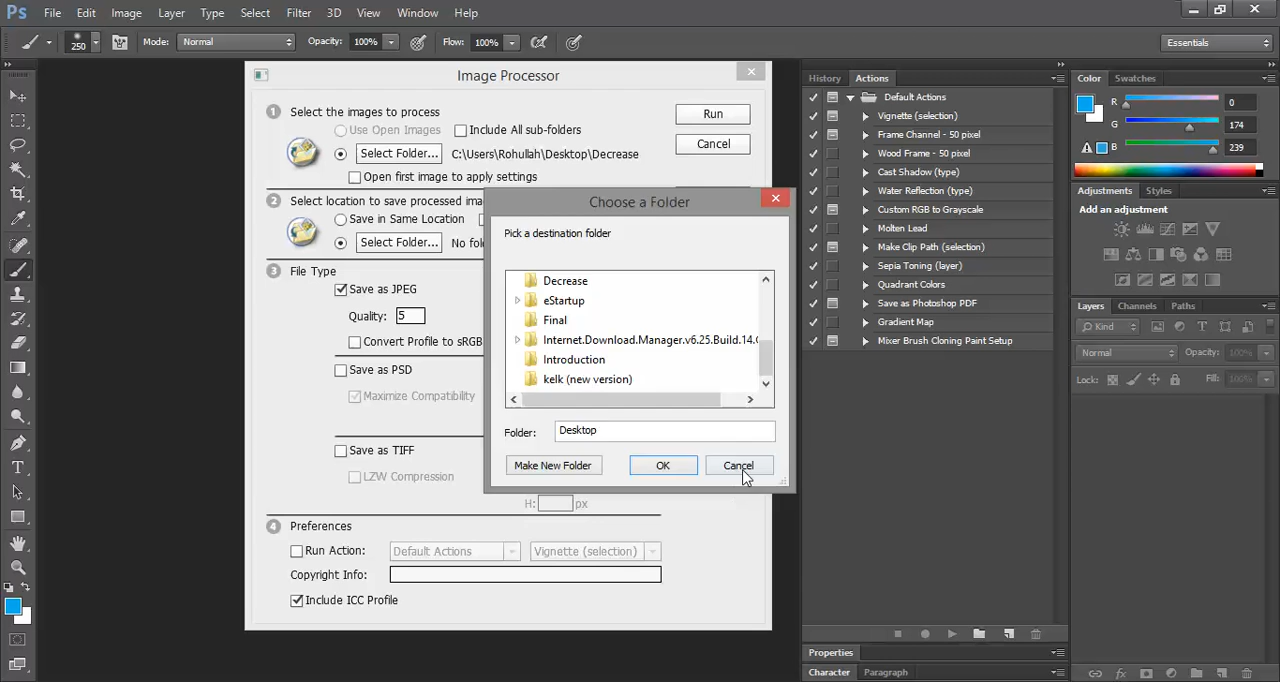 Ps File Edit Image Layer Type Select Filter 3D View Window Help
250 Mode: Normal Opacity: 100% Flow: 100% Essentials
Image Processor
1 Select the images to process
Use Open Images Include All sub-folders
Select Folder... C:\Users\Rohullah\Desktop\Decrease
Open first image to apply settings
Run
Cancel
2 Select location to save processed imag
Save in Same Location
Select Folder... No fol
3 File Type
Save as JPEG
Quality: 5
Convert Profile to sRGB
Save as PSD
Maximize Compatibility
Save as TIFF
LZW Compression
H: px
4 Preferences
Run Action: Default Actions Vignette (selection)
Copyright Info:
Include ICC Profile
Choose a Folder
Pick a destination folder
Decrease
eStartup
Final
Internet.Download.Manager.v6.25.Build.14.
Introduction
kelk (new version)
Folder: Desktop
Make New Folder OK Cancel
History Actions
Default Actions
Vignette (selection)
Frame Channel - 50 pixel
Wood Frame - 50 pixel
Cast Shadow (type)
Water Reflection (type)
Custom RGB to Grayscale
Molten Lead
Make Clip Path (selection)
Sepia Toning (layer)
Quadrant Colors
Save as Photoshop PDF
Gradient Map
Mixer Brush Cloning Paint Setup
Color Swatches
R 0
G 174
B 239
Adjustments Styles
Add an adjustment
Layers Channels Paths
Kind
Normal Opacity: 100%
Lock: Fill: 100%
Properties
Character Paragraph